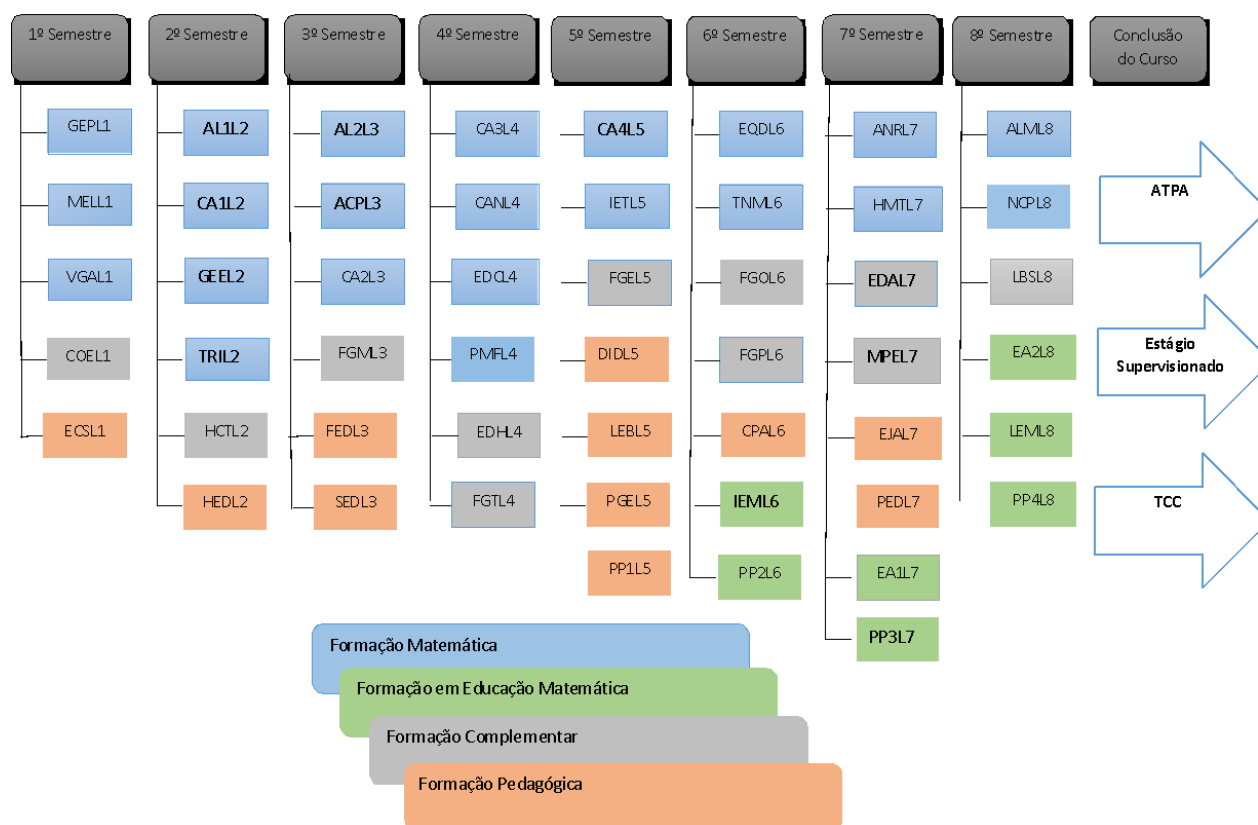 1º Semestre
2º Semestre
3º Semestre
4º Semestre
5º Semestre
6º Semestre
7º Semestre
8º Semestre
Conclusão
do Curso
GEPL1
AL1L2
AL2L3
CA3L4
CA4L5
EQDL6
ANRL7
ALML8
MELL1
CA1L2
ACPL3
CANL4
IETL5
TNML6
HMTL7
NCPL8
ATPA
VGAL1
GEEL2
CA2L3
EDCL4
FGEL5
FGOL6
EDAL7
LBSL8
COEL1
TRIL2
FGML3
PMFL4
DIDL5
FGPL6
MPEL7
EA2L8
Estágio
Supervisionado
ECSL1
HCTL2
FEDL3
EDHL4
LEBL5
CPAL6
EJAL7
LEML8
HEDL2
SEDL3
FGTL4
PGEL5
IEML6
PEDL7
PP4L8
TCC
PP1L5
PP2L6
EA1L7
PP3L7
Formação Matemática
Formação em Educação Matemática
Formação Complementar
Formação Pedagógica